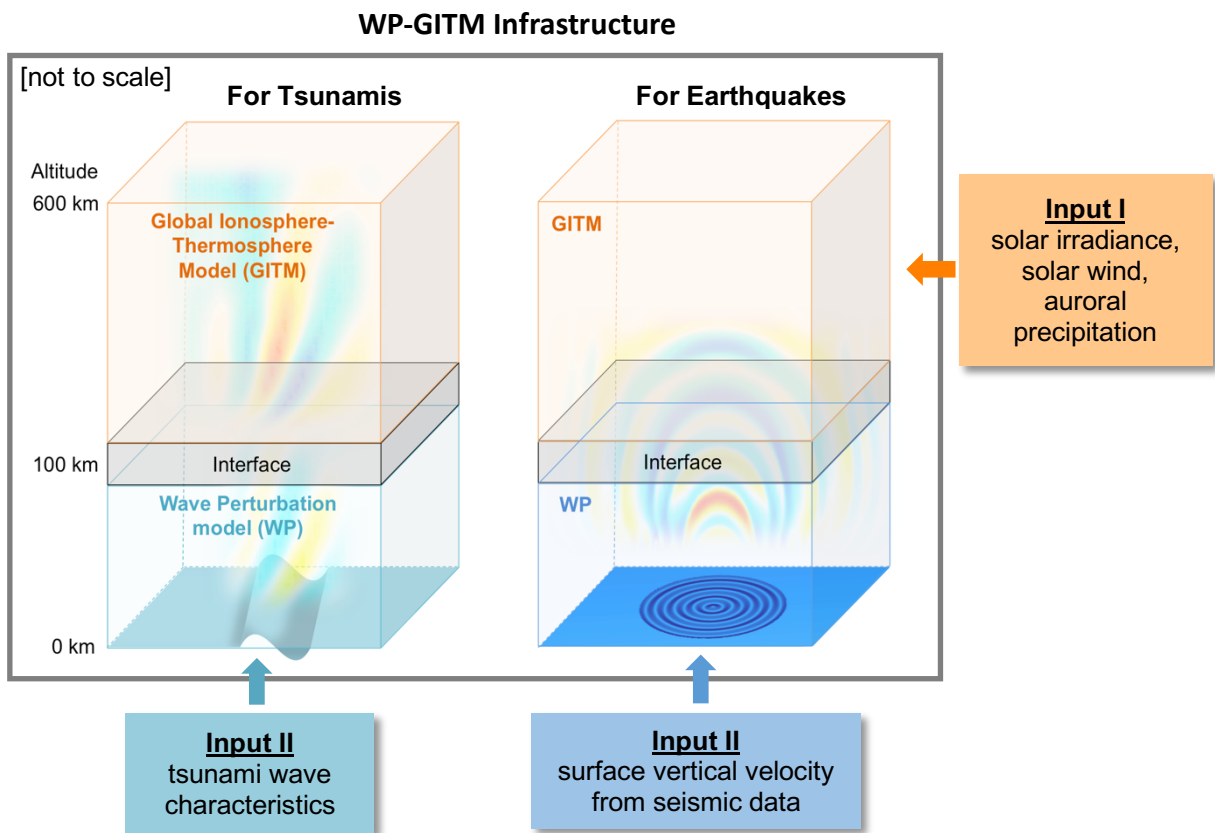 WP-GITM Infrastructure
[not to scale]
For Tsunamis
For Earthquakes
Altitude
600 km
Global Ionosphere-
Thermosphere
Model (GITM)
GITM
Input I
solar irradiance,
solar wind,
auroral
precipitation
100 km
Interface
Interface
Wave Perturbation
model (WP)
WP
0 km
Input II
tsunami wave
characteristics
Input II
surface vertical velocity
from seismic data